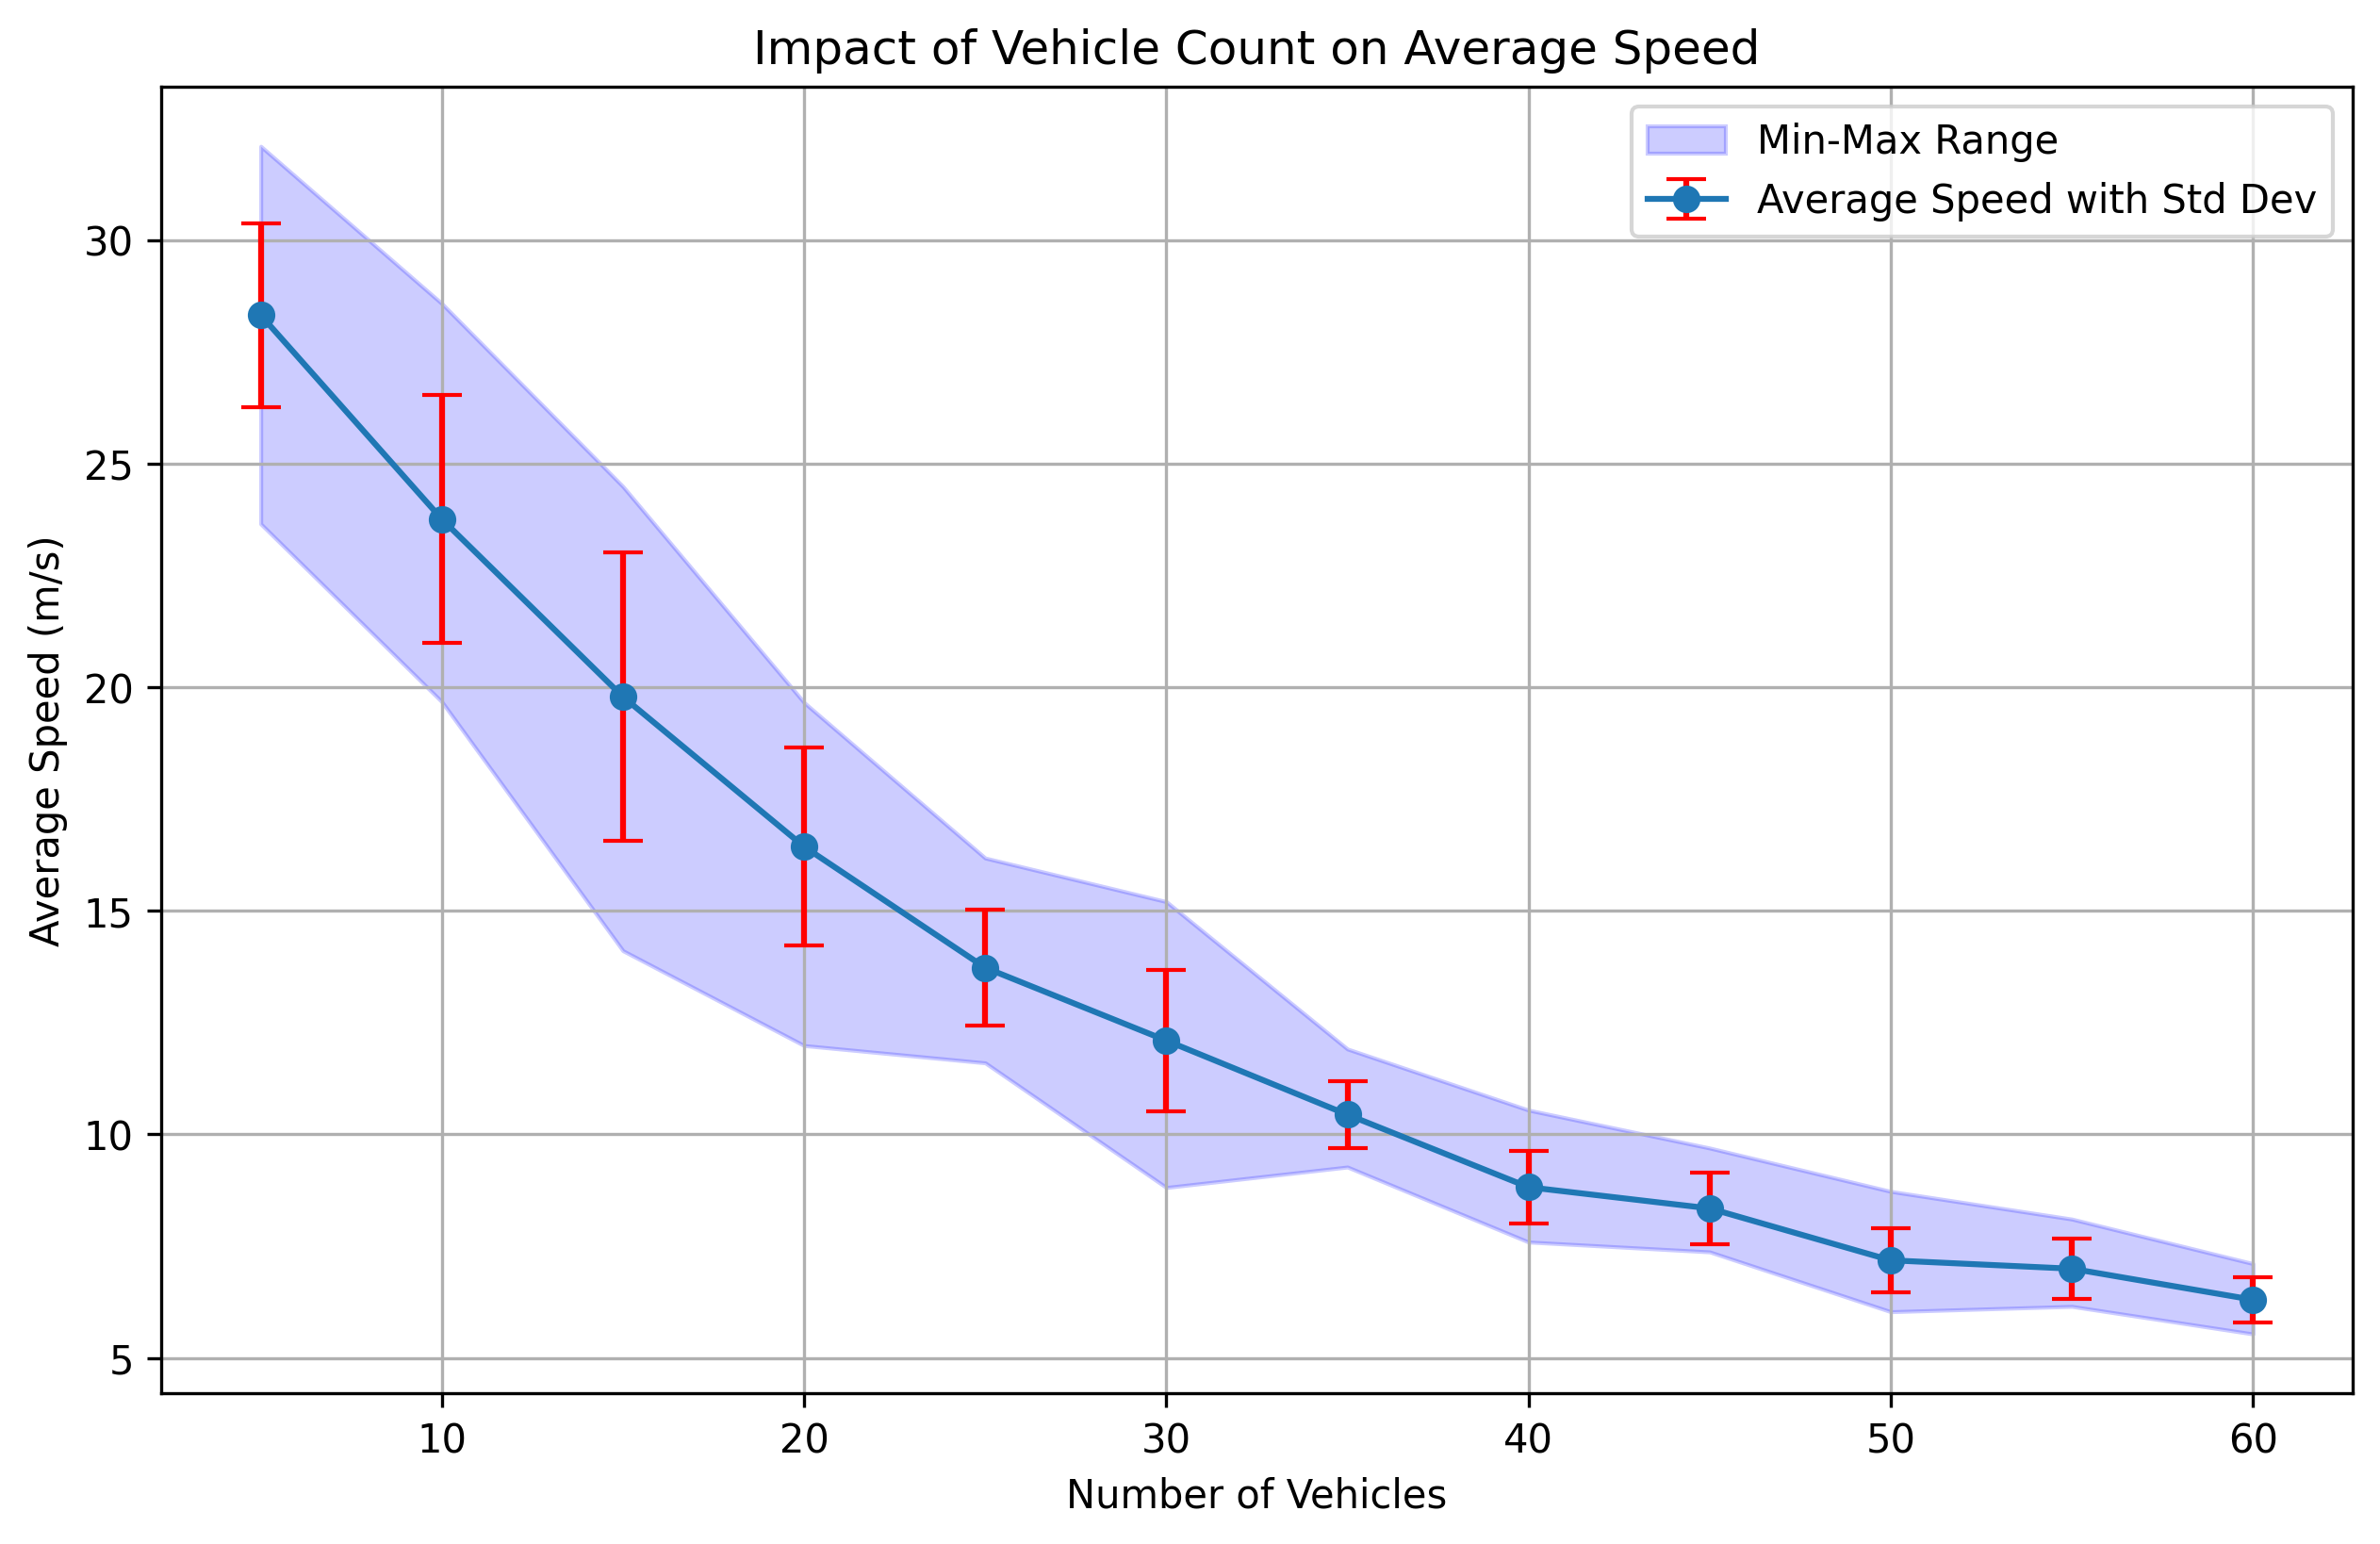 Impact of Vehicle Count on Average Speed
Min-Max Range
Average Speed with Std Dev
Average Speed (m/s)
30
25
20
15
10
5
10 20 30 40 50 60
Number of Vehicles